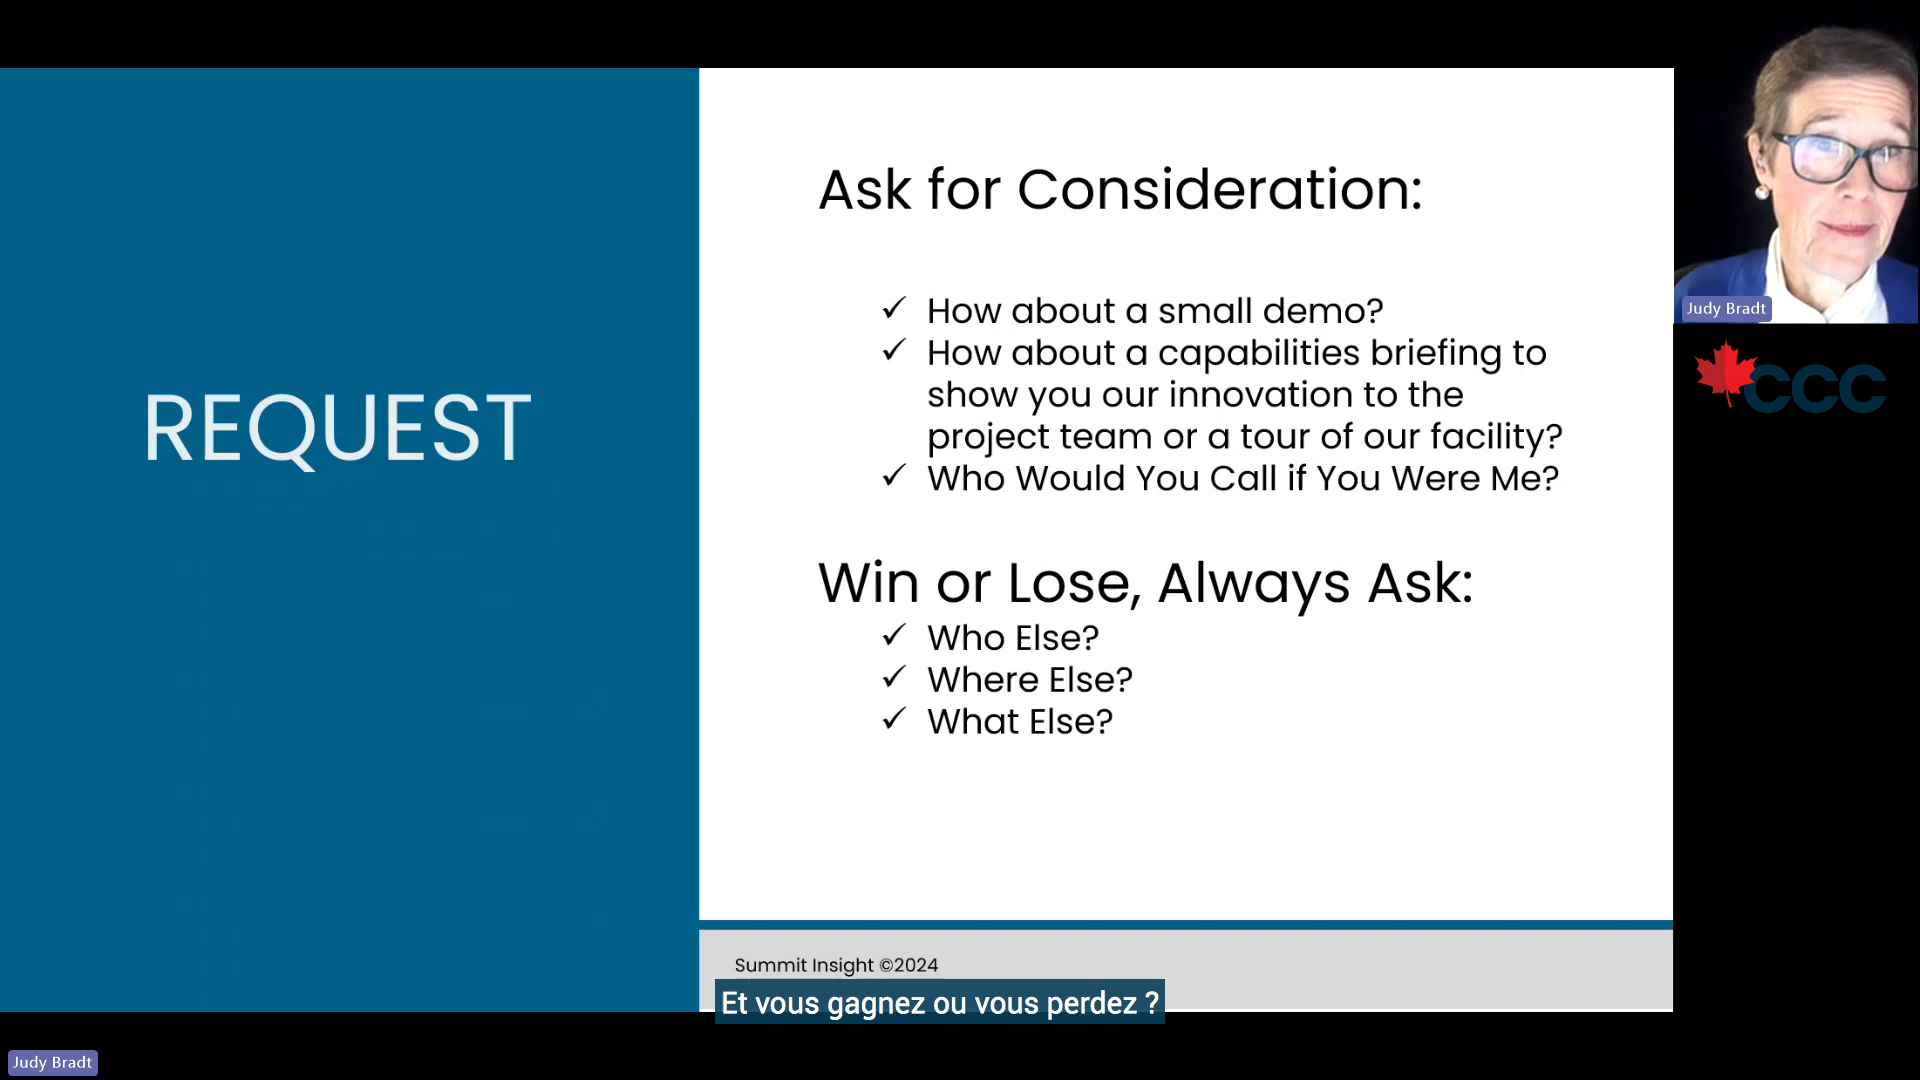 REQUEST
Ask for Consideration:
✓ How about a small demo?
✓ How about a capabilities briefing to
show you our innovation to the
project team or a tour of our facility?
✓ Who Would You Call if You Were Me?
Win or Lose, Always Ask:
✓ Who Else?
✓ Where Else?
✓ What Else?
Summit Insight ©2024
Et vous gagnez ou vous perdez ?
Judy Bradt
CCC
Judy Bradt